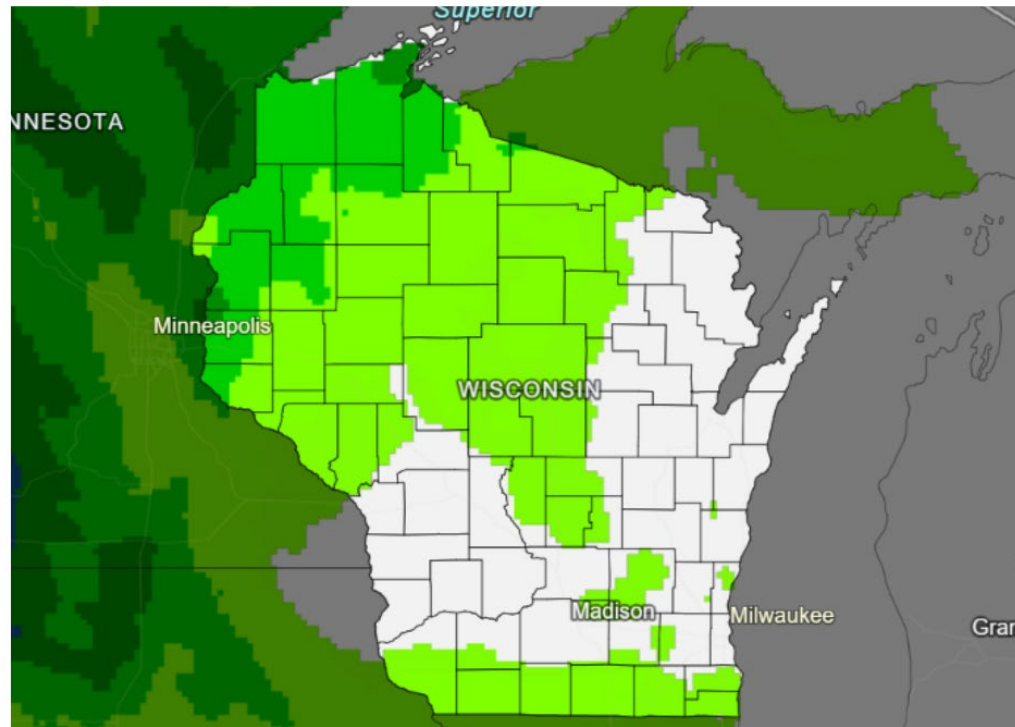 Superior
NNESOTA
Minneapolis
WISCONSIN
Madison
Milwaukee
Gran